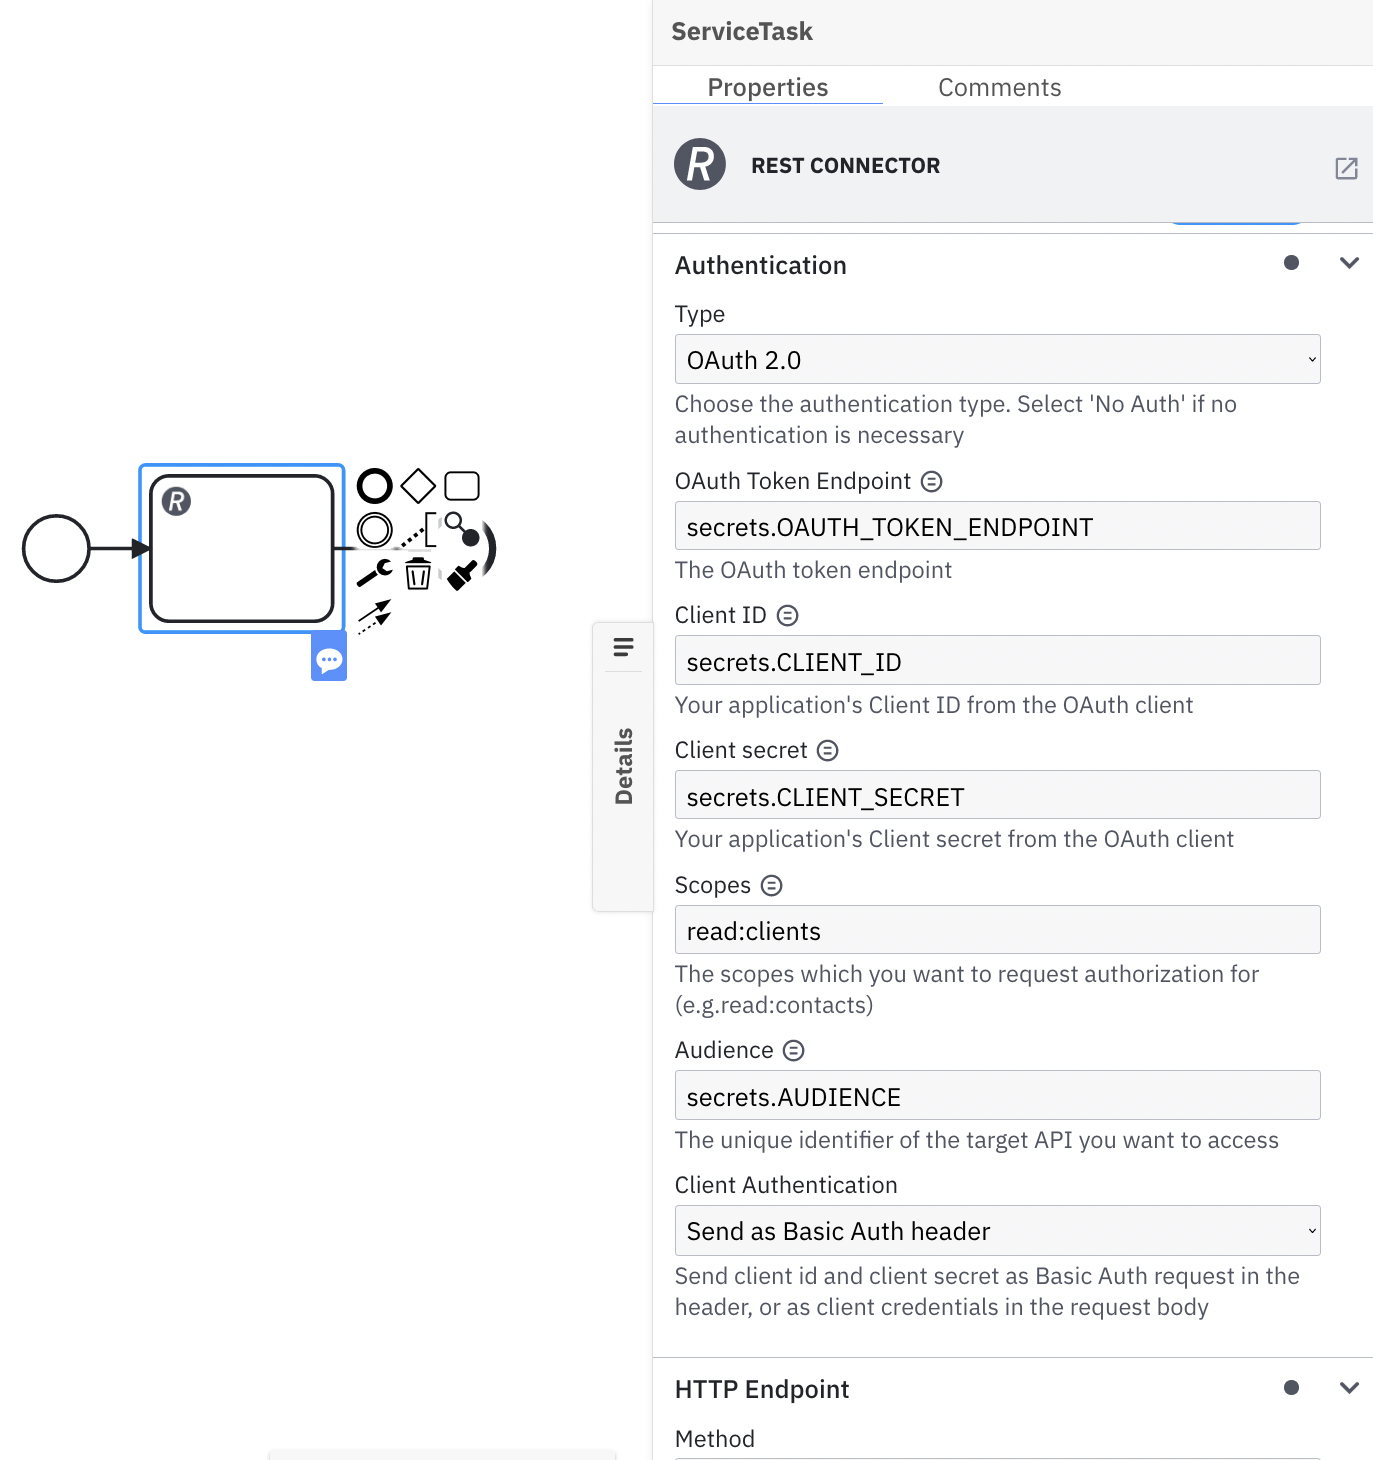 ServiceTask
Properties Comments
R REST CONNECTOR
Authentication
Type
OAuth 2.0
Choose the authentication type. Select 'No Auth' if no
authentication is necessary
OAuth Token Endpoint
secrets.OAUTH_TOKEN_ENDPOINT
The OAuth token endpoint
Client ID
secrets.CLIENT_ID
Your application's Client ID from the OAuth client
Client secret
secrets.CLIENT_SECRET
Your application's Client secret from the OAuth client
Scopes
read:clients
The scopes which you want to request authorization for
(e.g.read:contacts)
Audience
secrets.AUDIENCE
The unique identifier of the target API you want to access
Client Authentication
Send as Basic Auth header
Send client id and client secret as Basic Auth request in the
header, or as client credentials in the request body
HTTP Endpoint
Method
R
Details